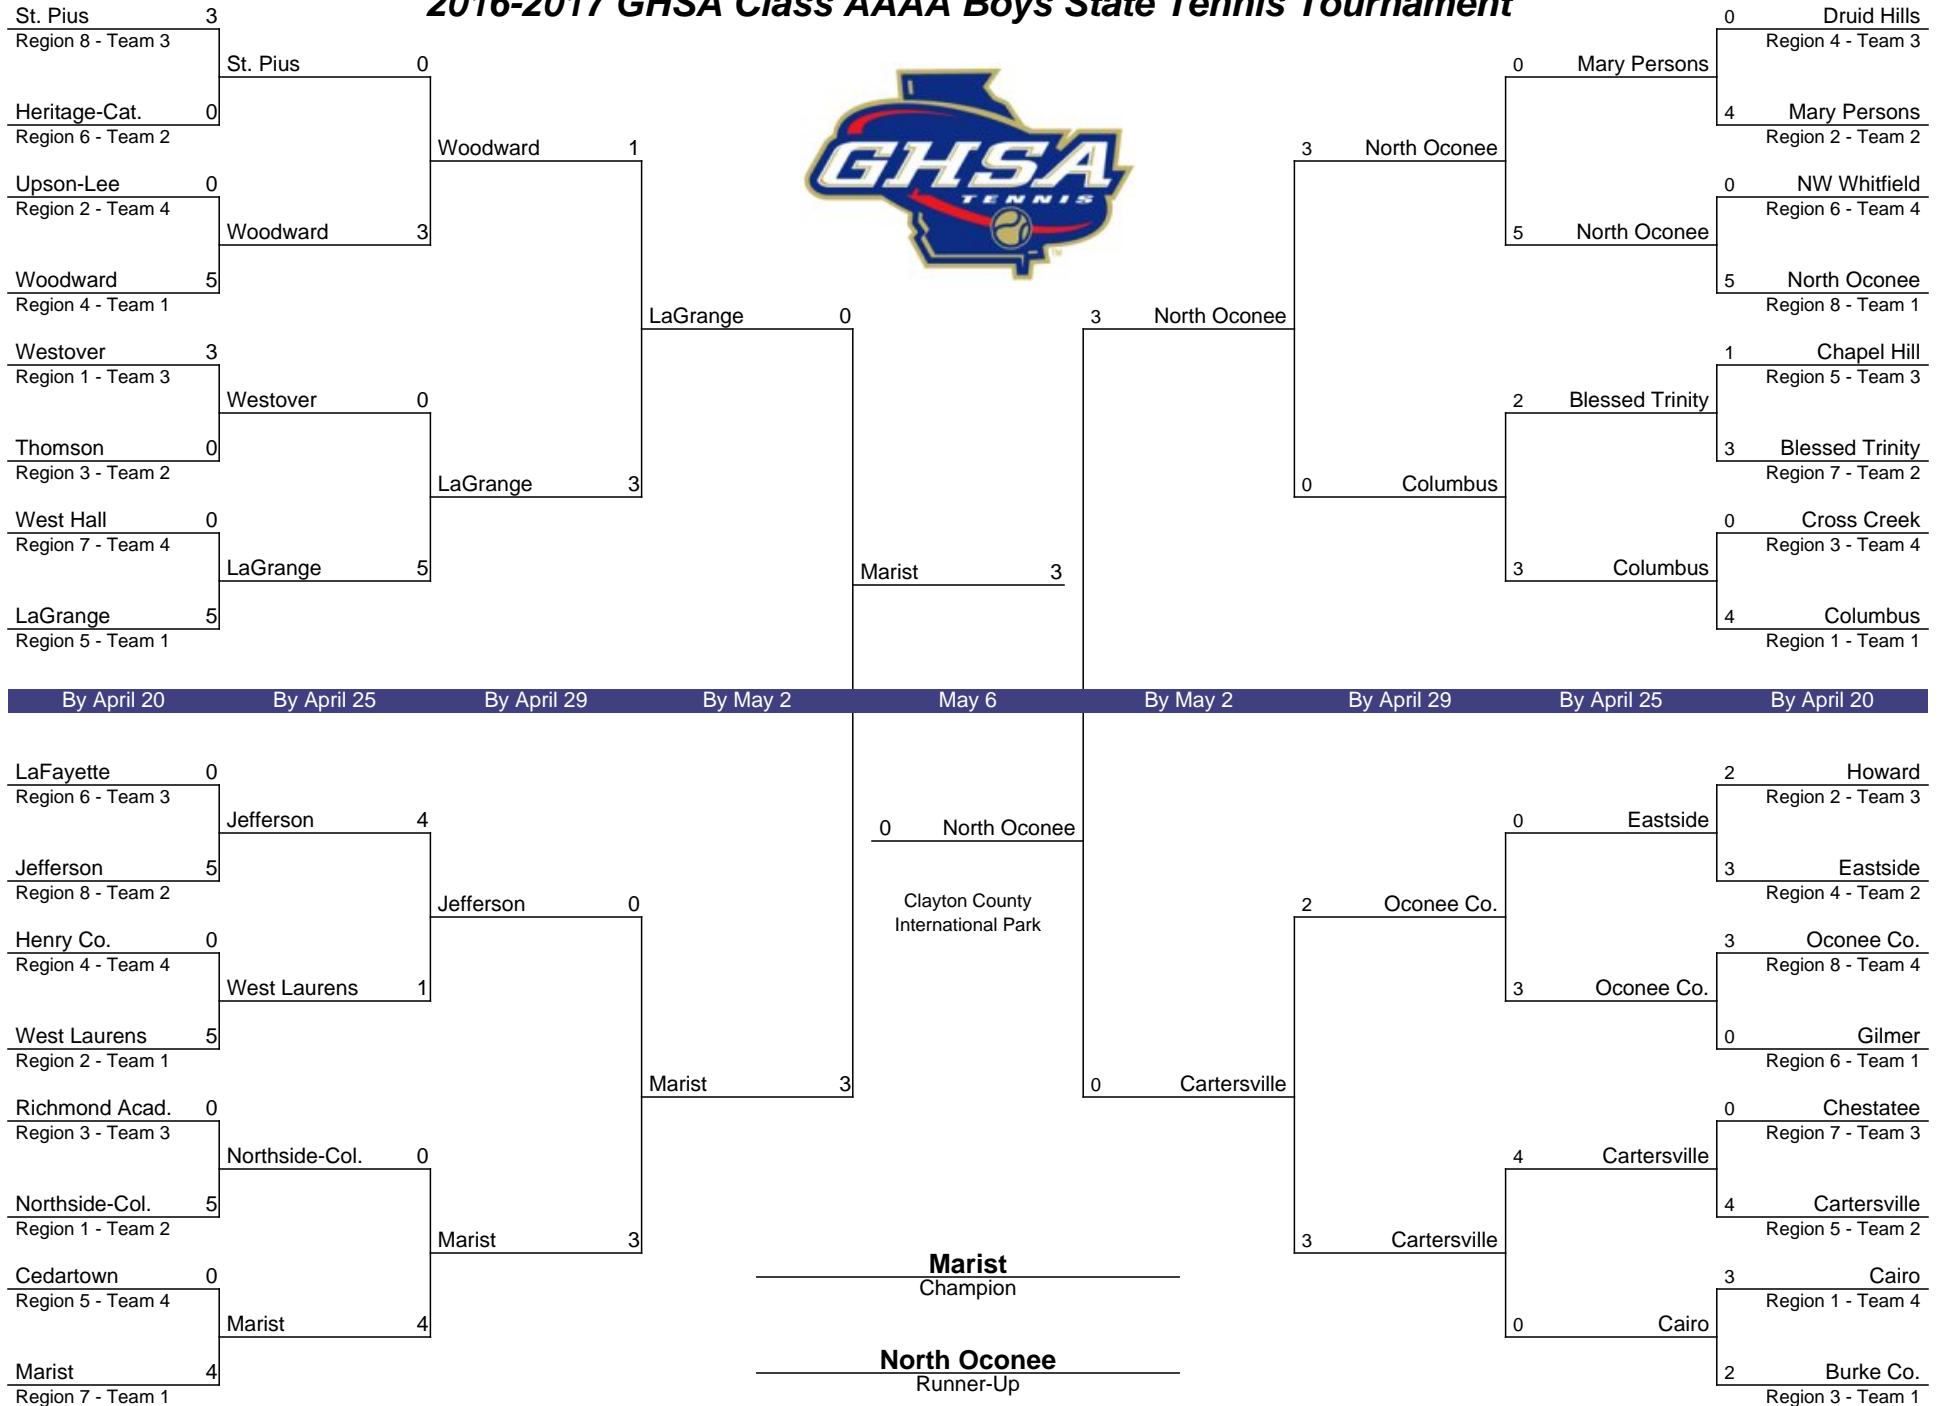 2016-2017 GHSA Class AAAA Boys State Tennis Tournament
St. Pius 3
Region 8 - Team 3
St. Pius 0
Heritage-Cat. 0
Region 6 - Team 2
Woodward 1
Upson-Lee 0
Region 2 - Team 4
Woodward 3
Woodward 5
Region 4 - Team 1
LaGrange 0
Westover 3
Region 1 - Team 3
Westover 0
Thomson 0
Region 3 - Team 2
LaGrange 3
West Hall 0
Region 7 - Team 4
LaGrange 5
LaGrange 5
Region 5 - Team 1
Marist 3
GHSA
TENNIS
TM
0 Druid Hills
Region 4 - Team 3
0 Mary Persons
4 Mary Persons
Region 2 - Team 2
3 North Oconee
0 NW Whitfield
Region 6 - Team 4
5 North Oconee
5 North Oconee
Region 8 - Team 1
3 North Oconee
1 Chapel Hill
Region 5 - Team 3
2 Blessed Trinity
3 Blessed Trinity
Region 7 - Team 2
0 Columbus
0 Cross Creek
Region 3 - Team 4
3 Columbus
4 Columbus
Region 1 - Team 1
By April 20 By April 25 By April 29 By May 2 May 6 By May 2 By April 29 By April 25 By April 20
LaFayette 0
Region 6 - Team 3
Jefferson 4
Jefferson 5
Region 8 - Team 2
Jefferson 0
Henry Co. 0
Region 4 - Team 4
West Laurens 1
West Laurens 5
Region 2 - Team 1
Marist 3
Richmond Acad. 0
Region 3 - Team 3
Northside-Col. 0
Northside-Col. 5
Region 1 - Team 2
Marist 3
Cedartown 0
Region 5 - Team 4
Marist 4
Marist 4
Region 7 - Team 1
0 North Oconee
Clayton County
International Park
Marist
Champion
North Oconee
Runner-Up
2 Howard
Region 2 - Team 3
0 Eastside
3 Eastside
Region 4 - Team 2
2 Oconee Co.
3 Oconee Co.
Region 8 - Team 4
3 Oconee Co.
0 Gilmer
Region 6 - Team 1
0 Cartersville
0 Chestatee
Region 7 - Team 3
4 Cartersville
4 Cartersville
Region 5 - Team 2
3 Cartersville
3 Cairo
Region 1 - Team 4
0 Cairo
2 Burke Co.
Region 3 - Team 1